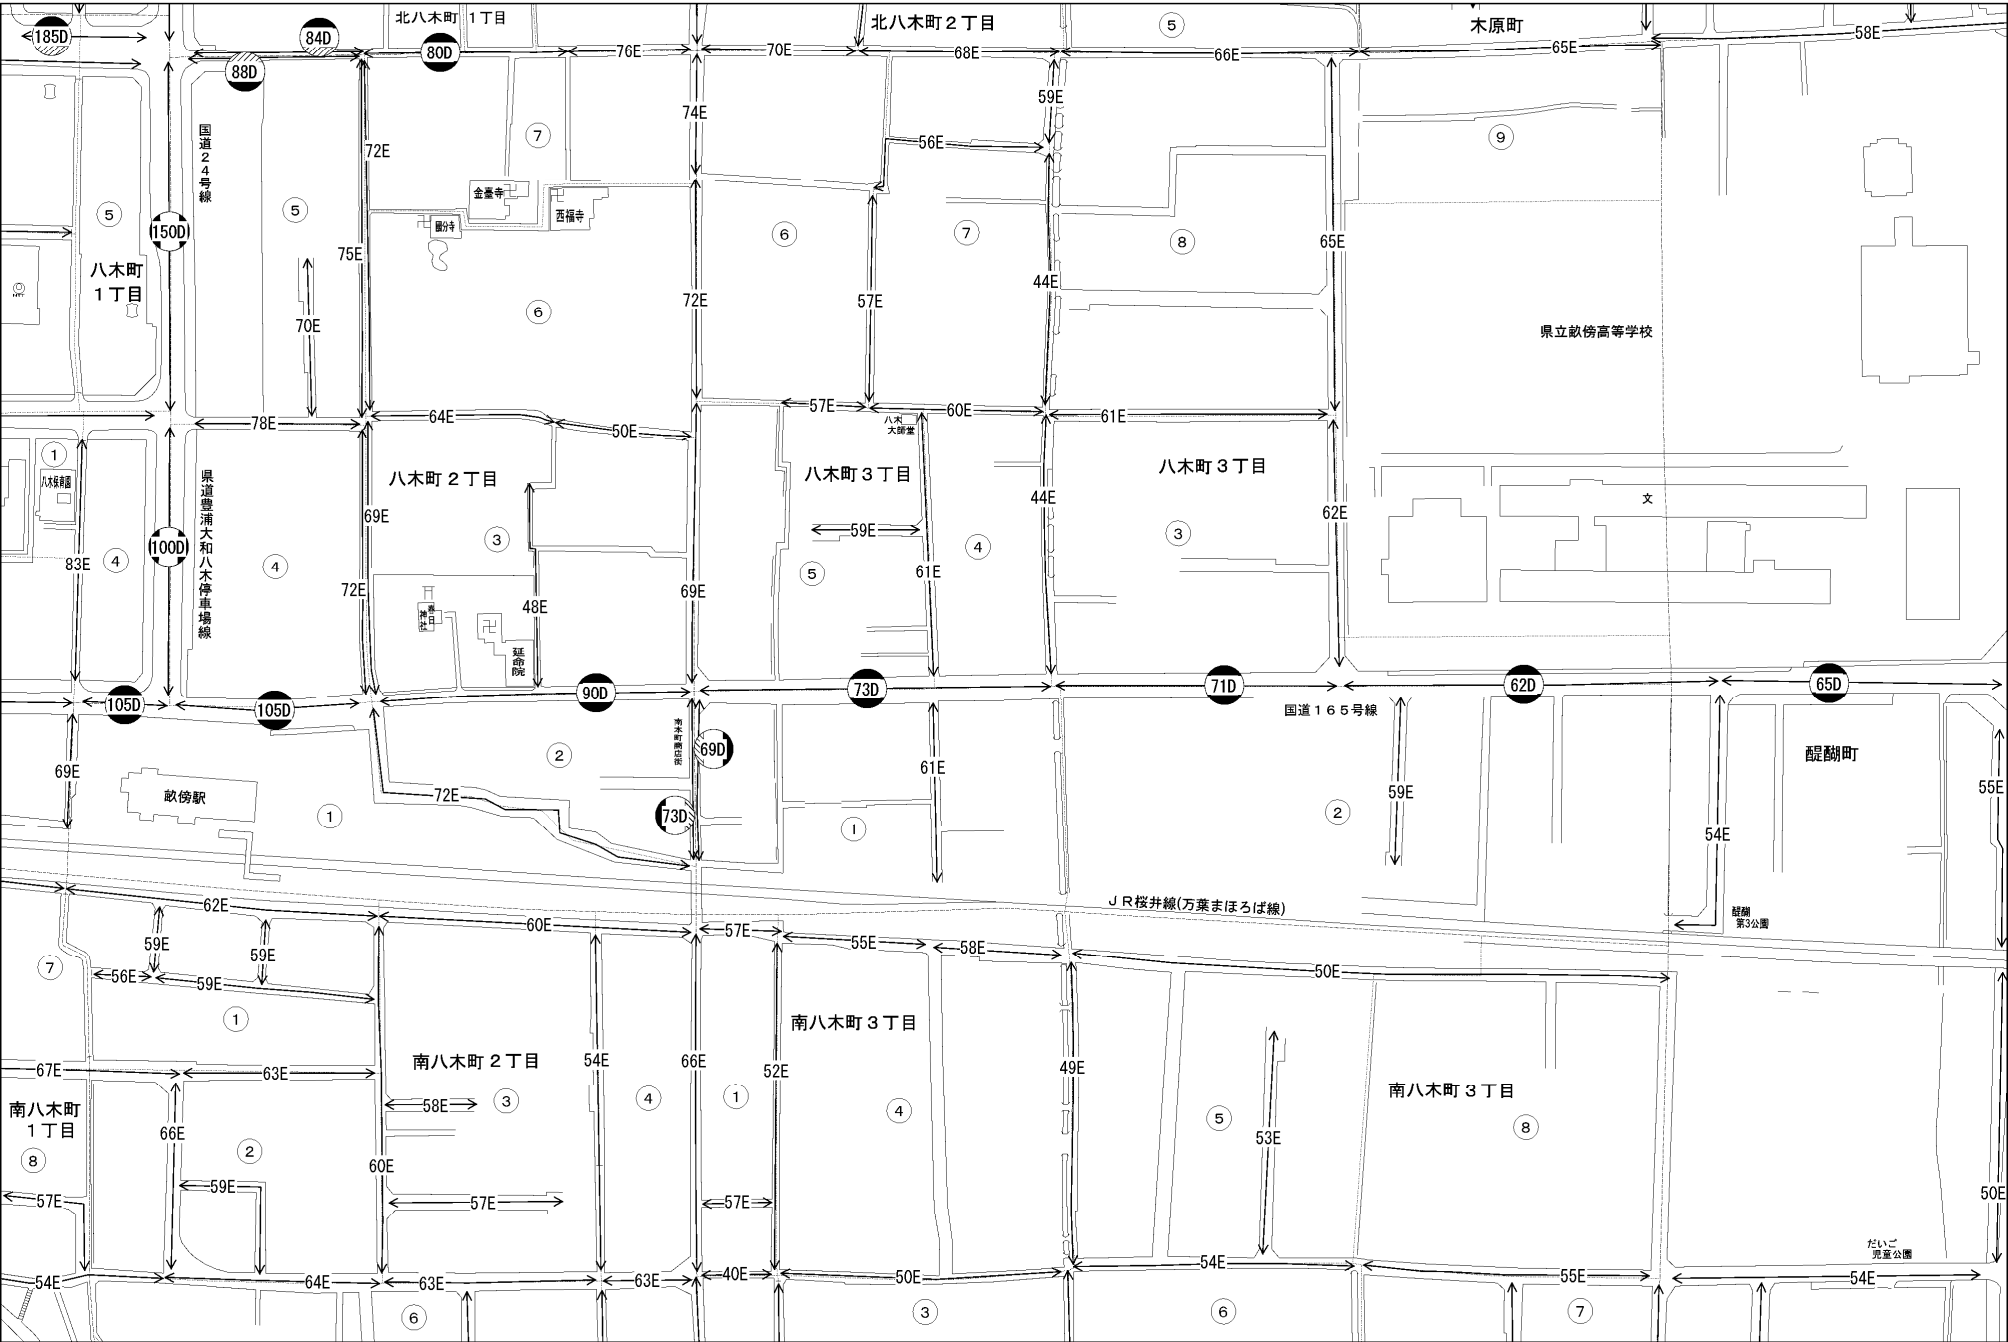 北八木町 1丁目
北八木町２丁目
⑤
木原町
185D
84D
80D
76E
70E
68E
66E
65E
58E
88D
国道２４号線
72E
74E
59E
⑦
56E
⑨
⑤
150D
⑤
金臺寺
國分寺
西福寺
⑥
⑦
⑧
75E
65E
八木町
１丁目
NTT
70E
⑥
72E
57E
44E
県立畝傍高等学校
78E
64E
50E
57E
60E
61E
八木
大師堂
①
八木保育園
県道豊浦大和八木停車場線
八木町２丁目
八木町３丁目
八木町３丁目
文
69E
44E
62E
83E
④
100D
④
③
59E
④
③
72E
48E
69E
⑤
61E
春日
神社
延命院
105D
105D
90D
73D
71D
62D
65D
国道１６５号線
69E
畝傍駅
①
②
南本町商店街
69D
61E
59E
醍醐町
55E
72E
73D
①
②
54E
ＪＲ桜井線(万葉まほろば線)
醍醐
第3公園
62E
60E
57E
55E
58E
50E
⑦
59E
59E
56E
59E
①
南八木町３丁目
67E
63E
南八木町２丁目
54E
66E
52E
49E
南八木町３丁目
南八木町
１丁目
58E
③
④
①
④
⑤
⑧
66E
53E
⑧
②
60E
57E
59E
57E
57E
50E
だいご
児童公園
54E
64E
63E
63E
40E
50E
54E
55E
54E
⑥
③
⑥
⑦